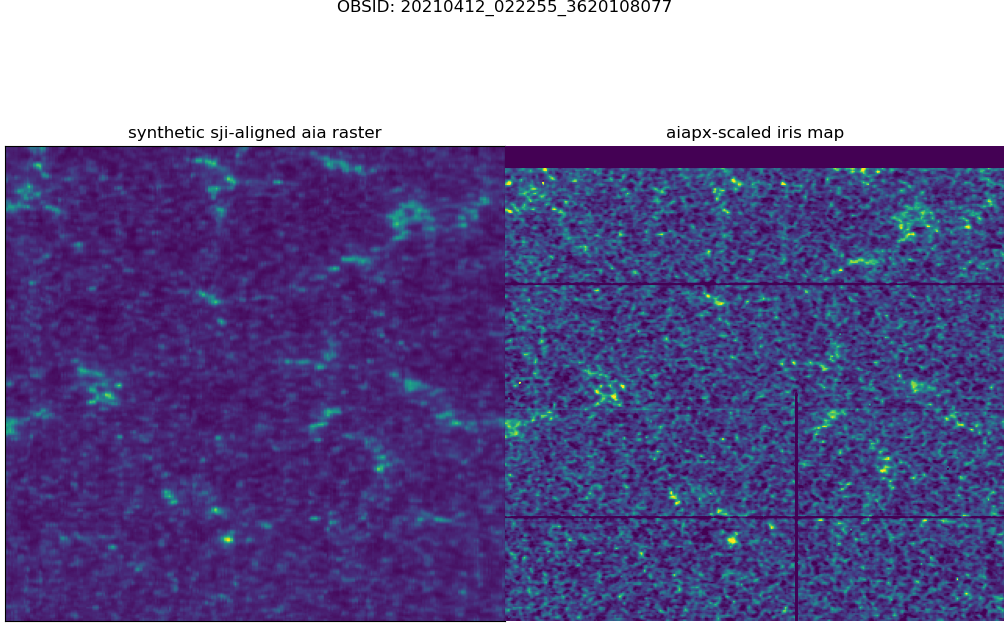 OBSID: 20210412_022255_3620108077
synthetic sji-aligned aia raster
aiapx-scaled iris map